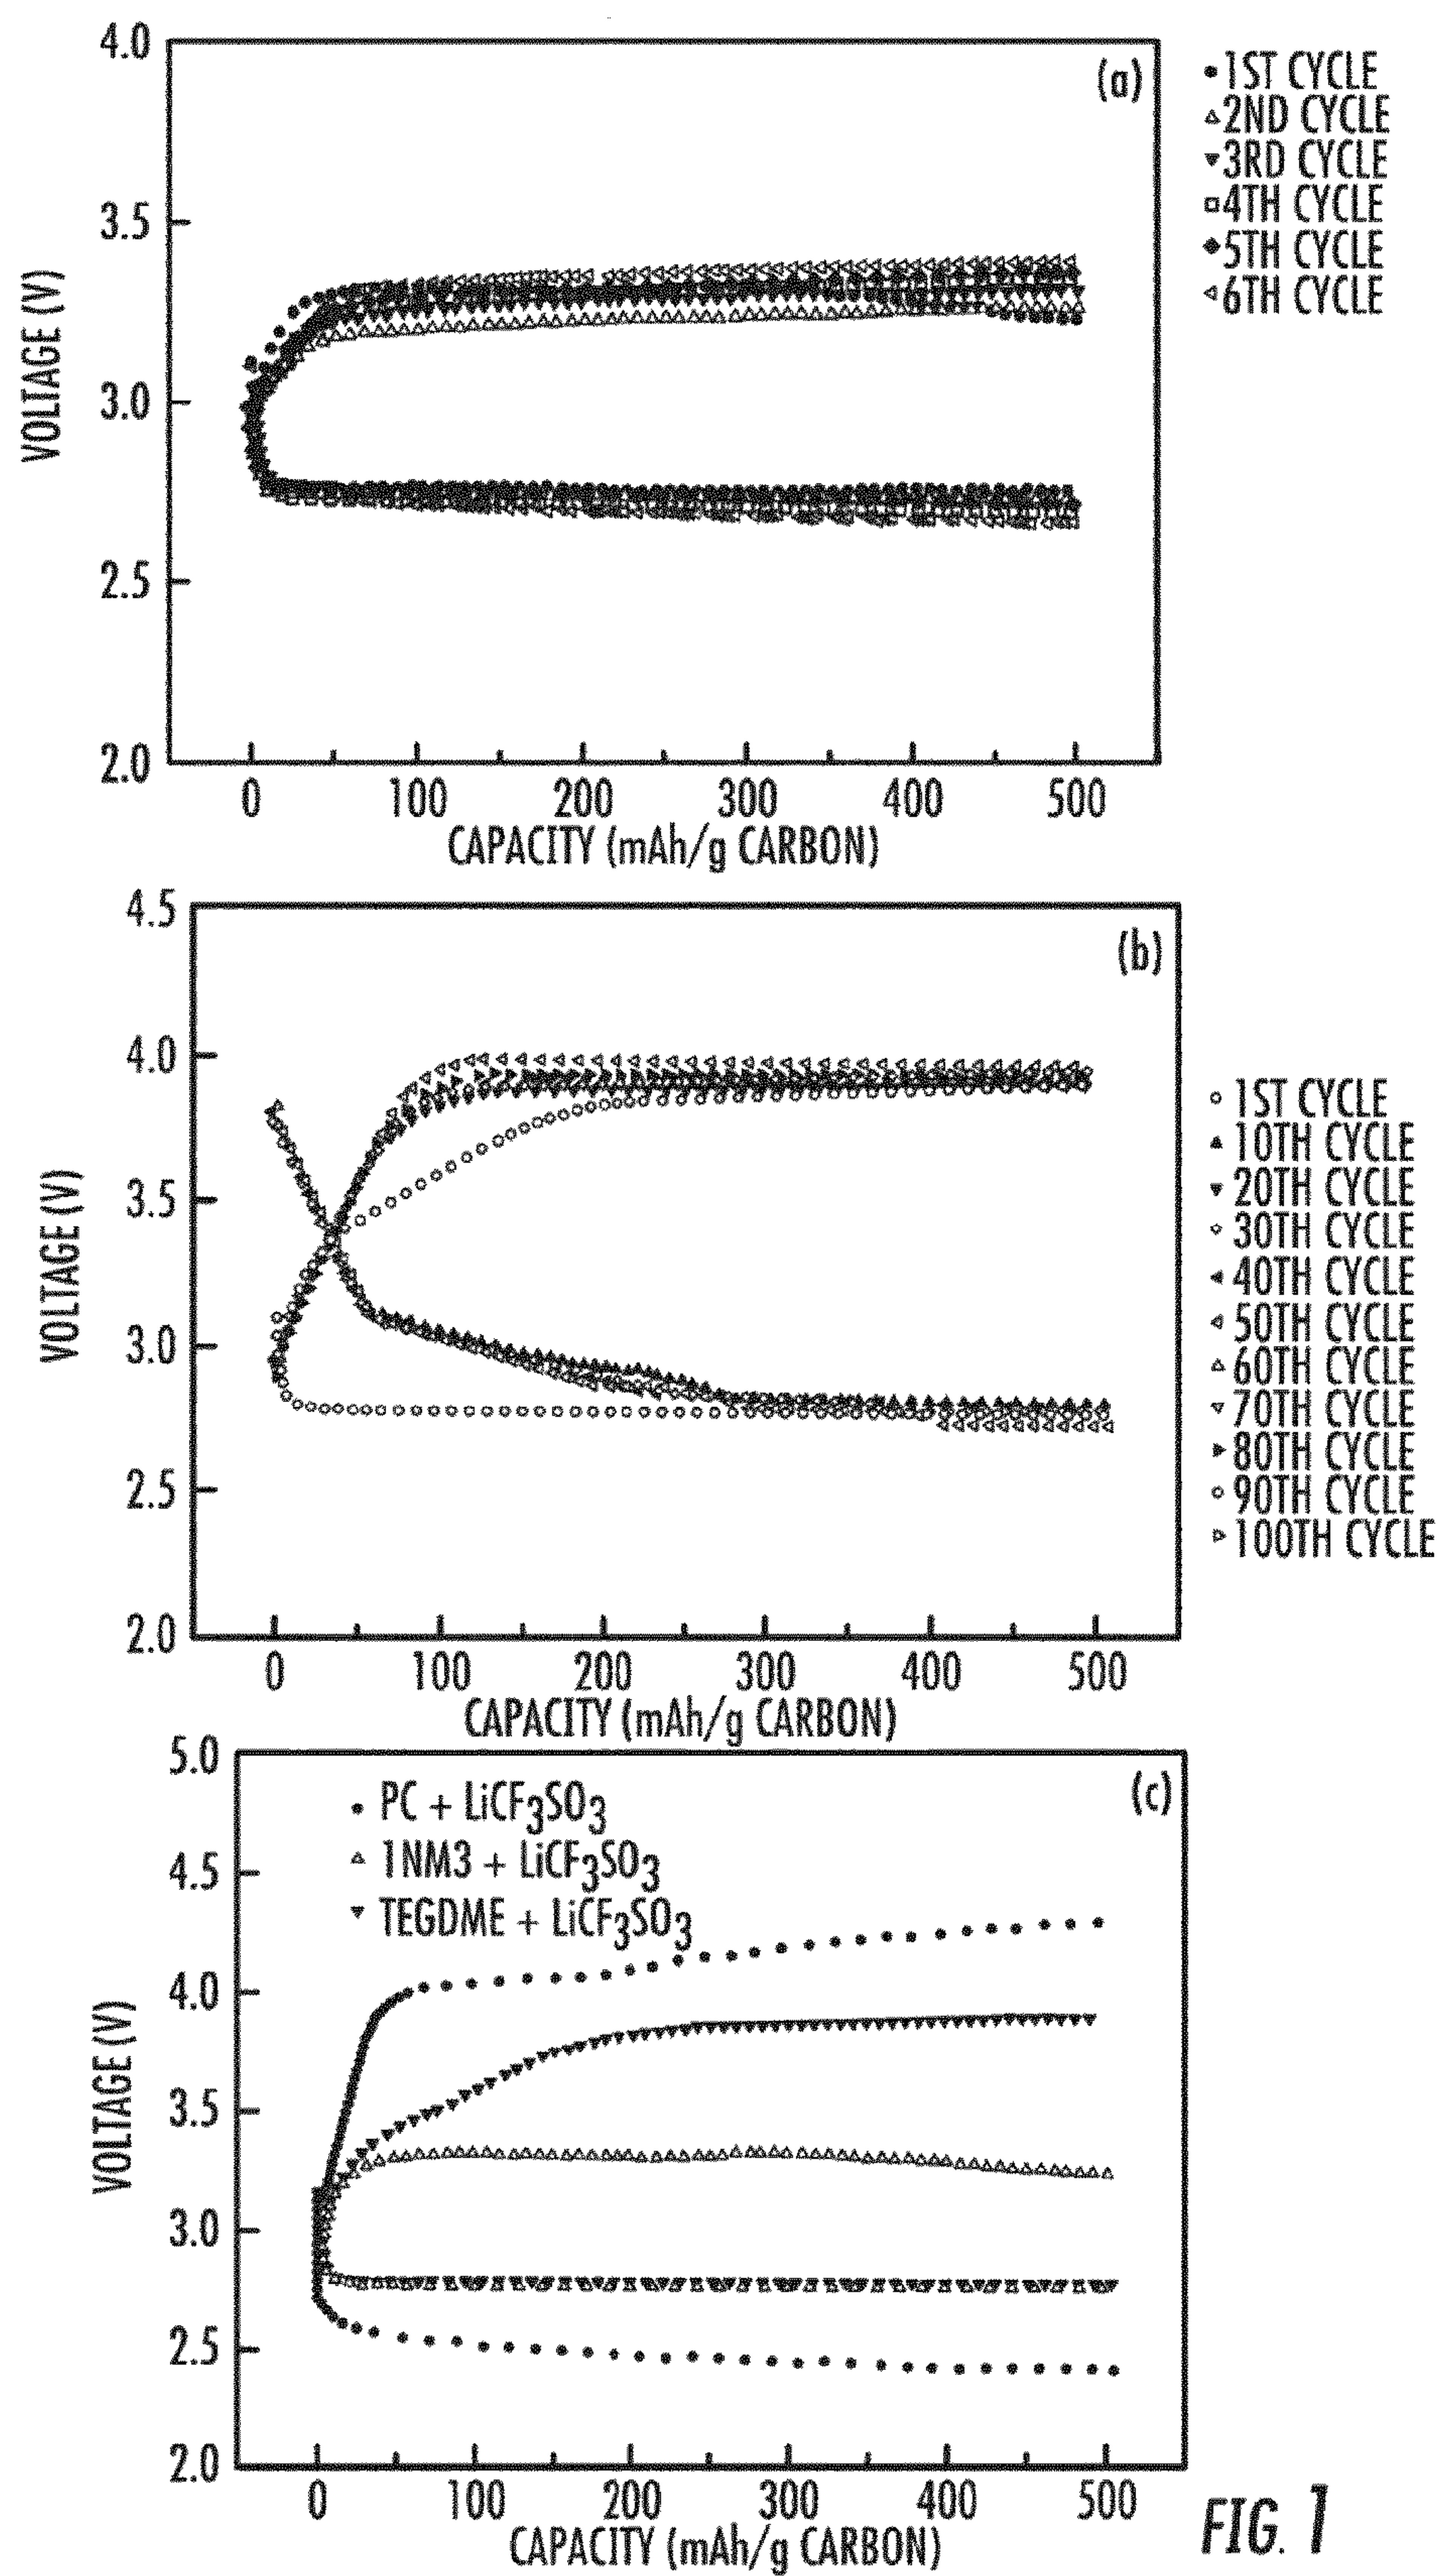 4.0
(a)
3.5
3.0
2.5
2.0
VOLTAGE (V)
0 100 200 300 400 500
CAPACITY (mAh/g CARBON)
1ST CYCLE
2ND CYCLE
3RD CYCLE
4TH CYCLE
5TH CYCLE
6TH CYCLE
4.5
(b)
4.0
3.5
3.0
2.5
2.0
VOLTAGE (V)
0 100 200 300 400 500
CAPACITY (mAh/g CARBON)
1ST CYCLE
10TH CYCLE
20TH CYCLE
30TH CYCLE
40TH CYCLE
50TH CYCLE
60TH CYCLE
70TH CYCLE
80TH CYCLE
90TH CYCLE
100TH CYCLE
5.0
(c)
4.5
4.0
3.5
3.0
2.5
2.0
VOLTAGE (V)
PC + LiCF3SO3
1NM3 + LiCF3SO3
TEGDME + LiCF3SO3
0 100 200 300 400 500
CAPACITY (mAh/g CARBON)
FIG. 1